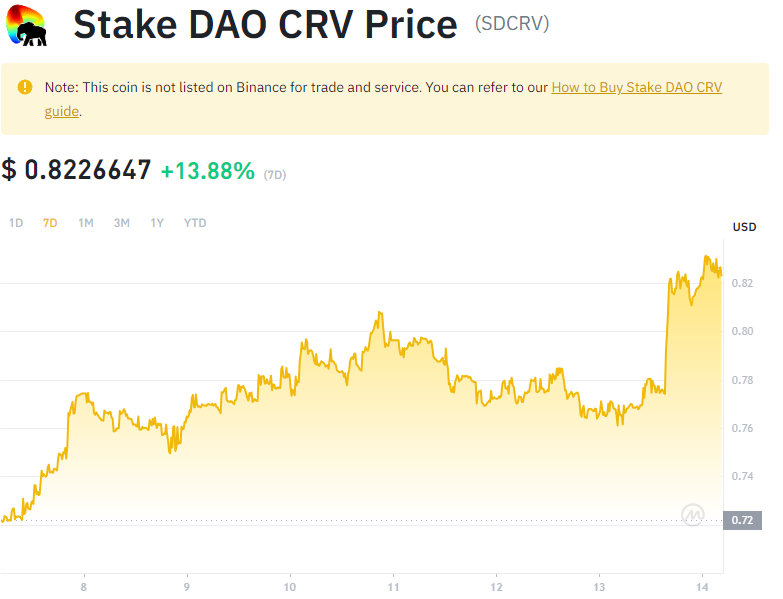 Stake DAO CRV Price (SDCRV)
Note: This coin is not listed on Binance for trade and service. You can refer to our How to Buy Stake DAO CRV
guide.
$ 0.8226647 +13.88% (7D)
1D 7D 1M 3M 1Y YTD
USD
0.82
0.80
0.78
0.76
0.74
0.72
8 9 10 11 12 13 14